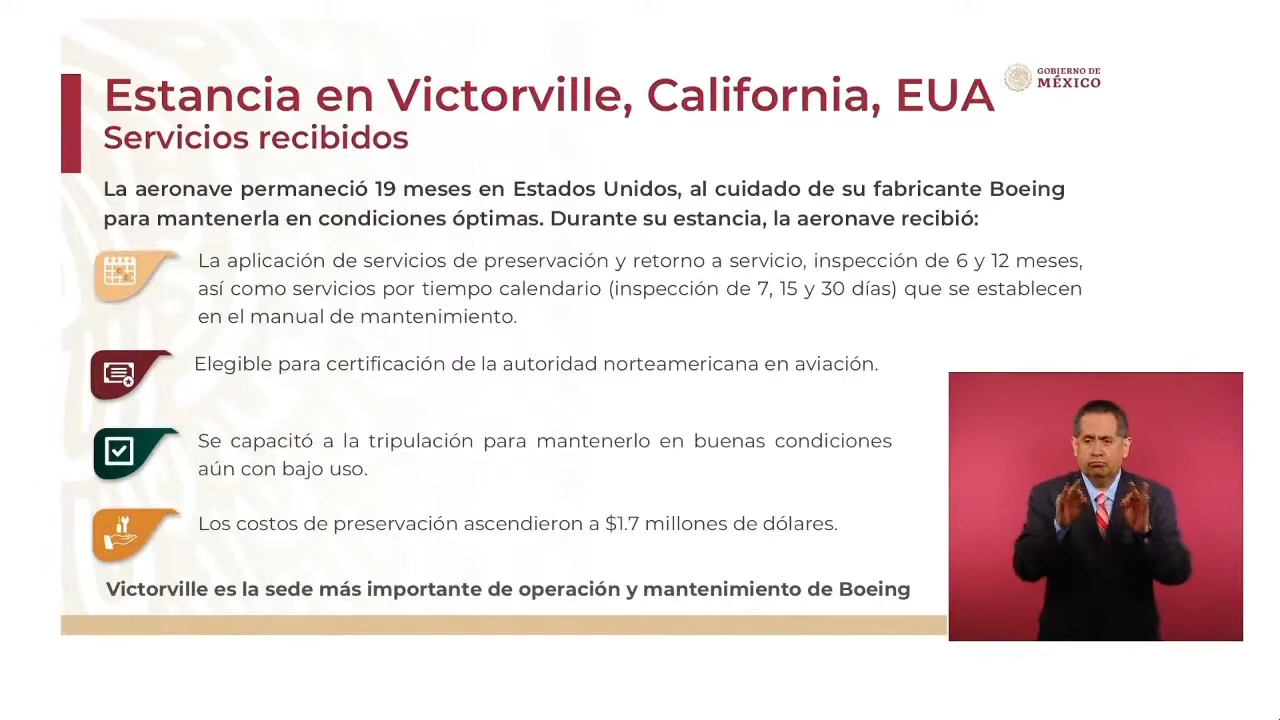 Estancia en Victorville, California, EUA
GOBIERNO DE
MÉXICO
Servicios recibidos
La aeronave permaneció 19 meses en Estados Unidos, al cuidado de su fabricante Boeing
para mantenerla en condiciones óptimas. Durante su estancia, la aeronave recibió:
La aplicación de servicios de preservación y retorno a servicio, inspección de 6 y 12 meses,
así como servicios por tiempo calendario (inspección de 7, 15 y 30 días) que se establecen
en el manual de mantenimiento.
Elegible para certificación de la autoridad norteamericana en aviación.
Se capacitó a la tripulación para mantenerlo en buenas condiciones
aún con bajo uso.
Los costos de preservación ascendieron a $1.7 millones de dólares.
Victorville es la sede más importante de operación y mantenimiento de Boeing